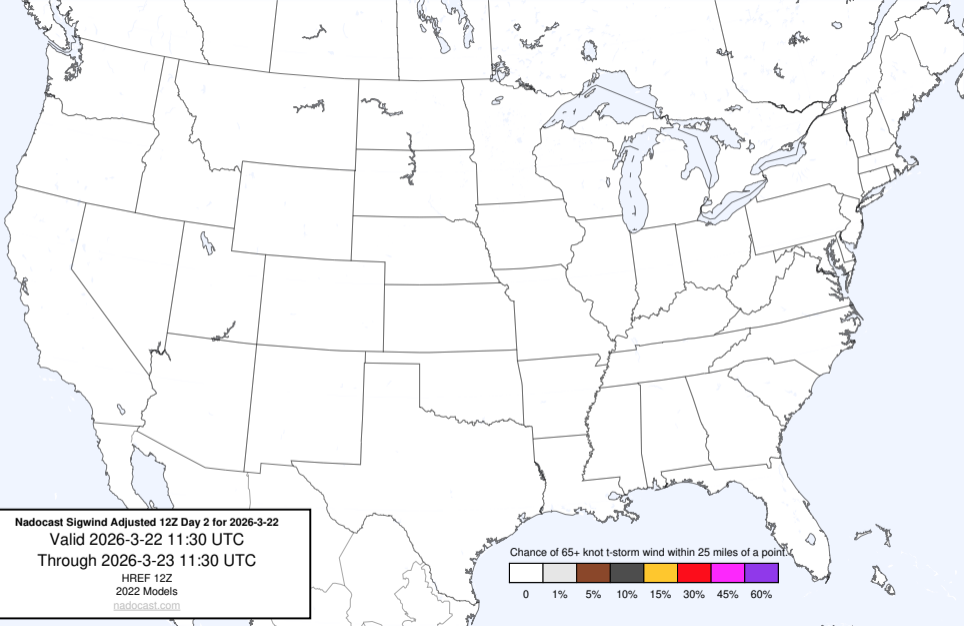 Nadocast Sigwind Adjusted 12Z Day 2 for 2026-3-22
Valid 2026-3-22 11:30 UTC
Through 2026-3-23 11:30 UTC
HREF 12Z
2022 Models
nadocast.com
Chance of 65+ knot t-storm wind within 25 miles of a point.
0 1% 5% 10% 15% 30% 45% 60%